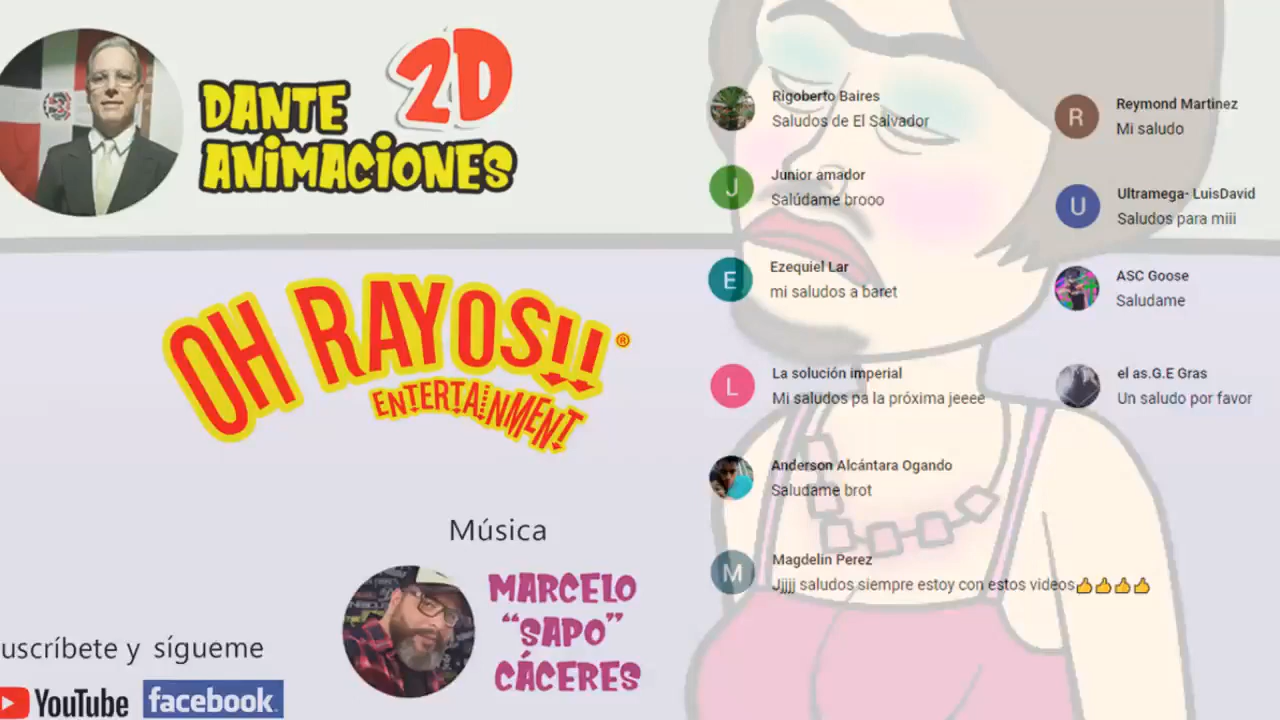 DANTE 2D
ANiMACiONES
OH RAYOS!!®
ENTERTAINMENT
Música
MARCELO
“SAPO”
CÁCERES
uscríbete y sígueme
YouTube
facebook.
Rigoberto Baires
Saludos de El Salvador
Junior amador
Salúdame brooo
Ezequiel Lar
mi saludos a baret
La solución imperial
Mi saludos pa la próxima jeeee
Anderson Alcántara Ogando
Saludame brot
Magdelin Perez
Jjjjj saludos siempre estoy con estos videos👍👍👍👍
Reymond Martinez
Mi saludo
Ultramega- LuisDavid
Saludos para miii
ASC Goose
Saludame
el as.G.E Gras
Un saludo por favor
J
E
L
M
R
U